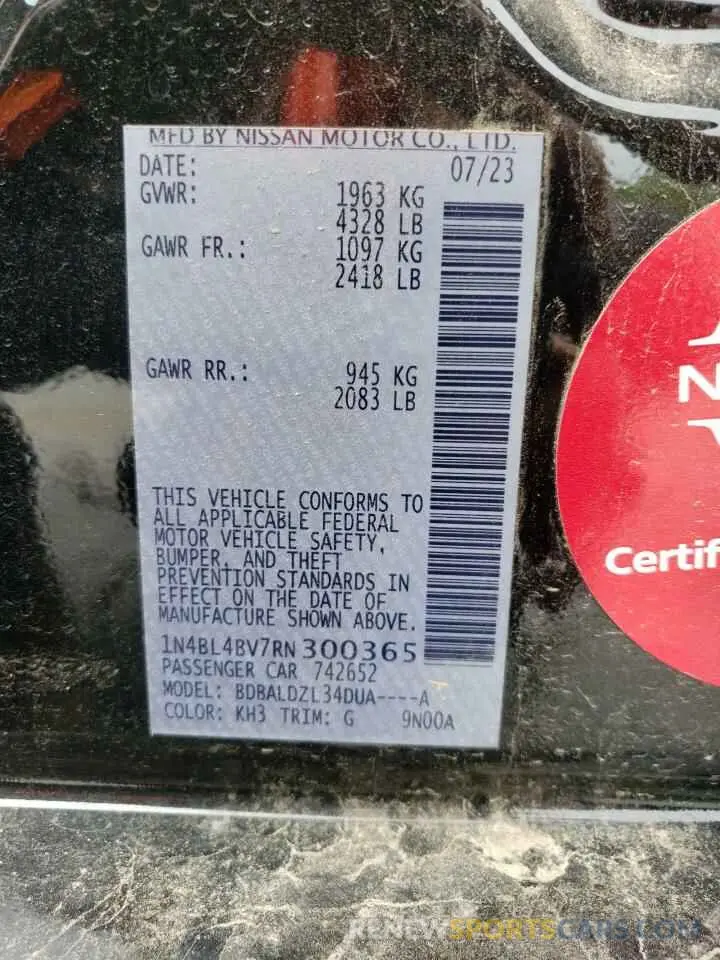 MFD BY NISSAN MOTOR CO., LTD.
DATE: 07/23
GVWR: 1963 KG
4328 LB
GAWR FR.: 1097 KG
2418 LB
GAWR RR.: 945 KG
2083 LB
THIS VEHICLE CONFORMS TO
ALL APPLICABLE FEDERAL
MOTOR VEHICLE SAFETY,
BUMPER, AND THEFT
PREVENTION STANDARDS IN
EFFECT ON THE DATE OF
MANUFACTURE SHOWN ABOVE.
1N4BL4BV7RN300365
PASSENGER CAR 742652
MODEL: BDBALDZL34DUA----A
COLOR: KH3 TRIM: G 9N00A
N
Certif
RENEWSPORTSCARS.COM